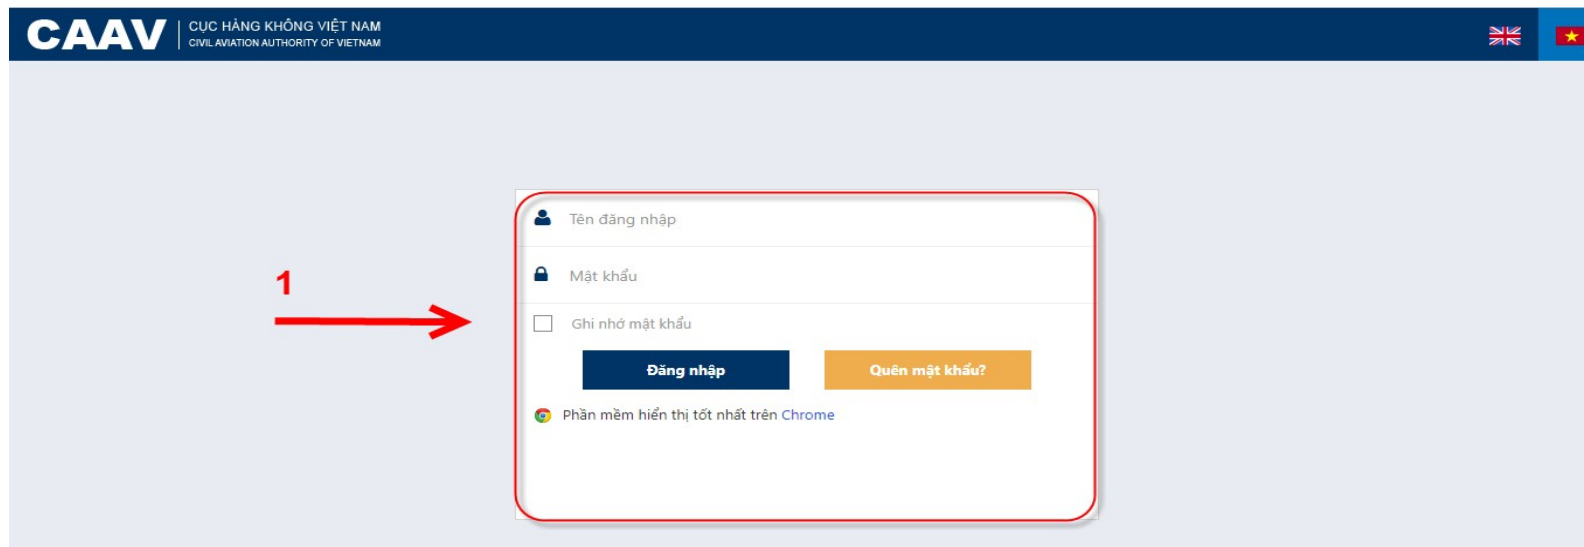 CAAV
CỤC HÀNG KHÔNG VIỆT NAM
CIVIL AVIATION AUTHORITY OF VIETNAM
Tên đăng nhập
Mật khẩu
1
Ghi nhớ mật khẩu
Đăng nhập
Quên mật khẩu?
Phần mềm hiển thị tốt nhất trên Chrome